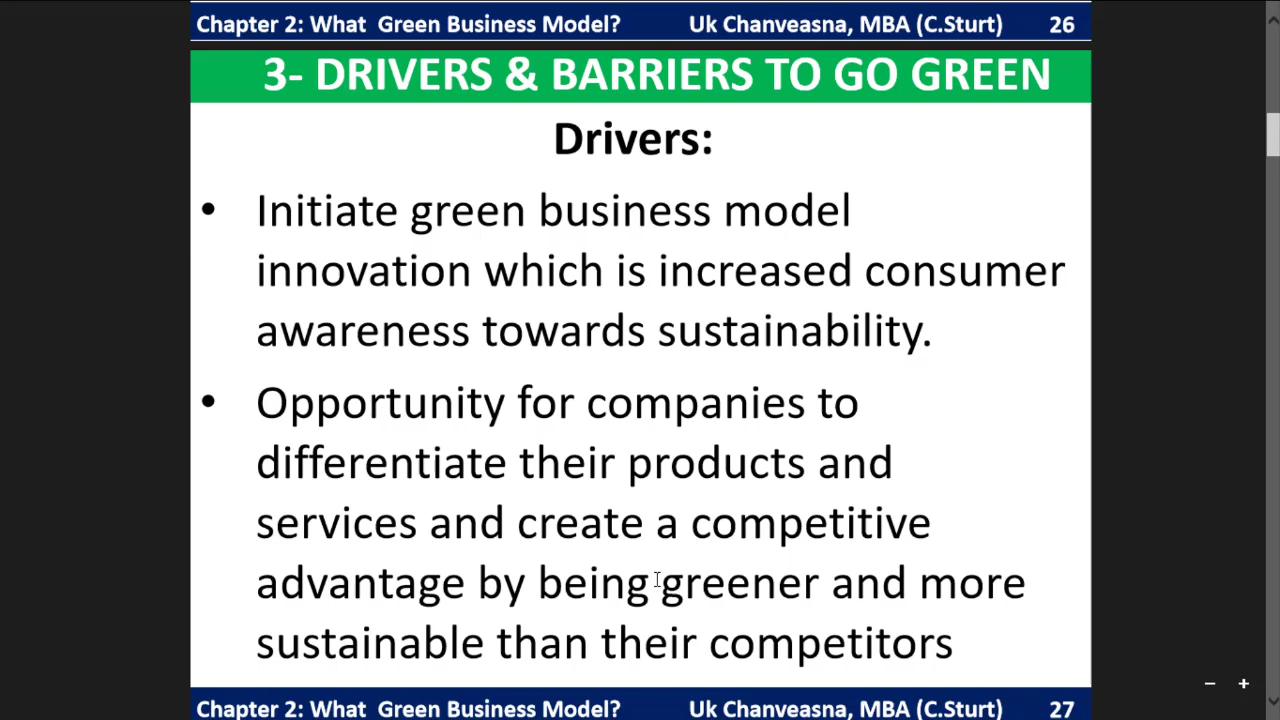 Chapter 2: What Green Business Model? Uk Chanveasna, MBA (C.Sturt) 26
3- DRIVERS & BARRIERS TO GO GREEN
Drivers:
• Initiate green business model
innovation which is increased consumer
awareness towards sustainability.
• Opportunity for companies to
differentiate their products and
services and create a competitive
advantage by being greener and more
sustainable than their competitors
Chapter 2: What Green Business Model? Uk Chanveasna, MBA (C.Sturt) 27